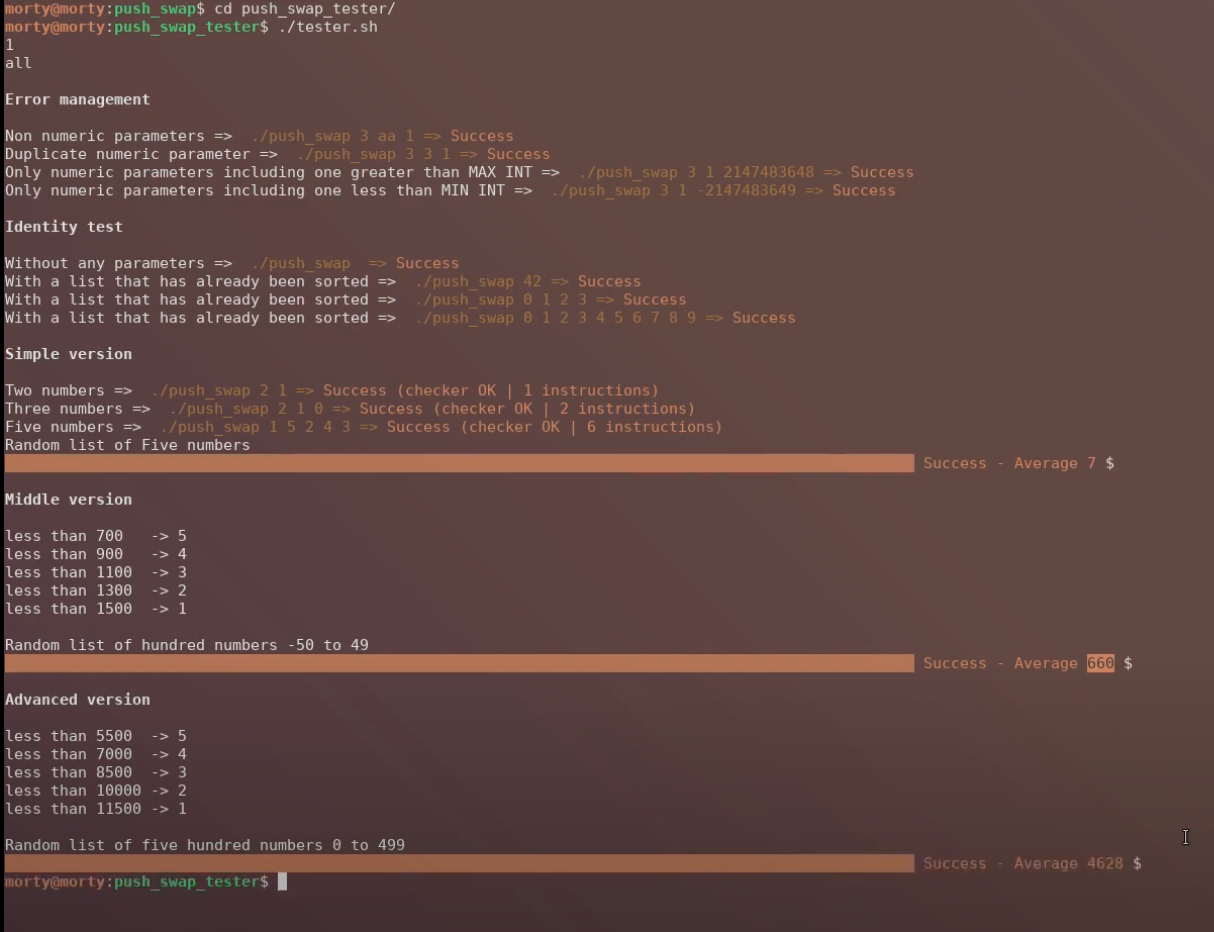 morty@morty:push_swap$ cd push_swap_tester/
morty@morty:push_swap_tester$ ./tester.sh
1
all
Error management
Non numeric parameters =>  ./push_swap 3 aa 1 => Success
Duplicate numeric parameter =>  ./push_swap 3 3 1 => Success
Only numeric parameters including one greater than MAX INT =>  ./push_swap 3 1 2147483648 => Success
Only numeric parameters including one less than MIN INT =>  ./push_swap 3 1 -2147483649 => Success
Identity test
Without any parameters =>  ./push_swap  => Success
With a list that has already been sorted =>  ./push_swap 42 => Success
With a list that has already been sorted =>  ./push_swap 0 1 2 3 => Success
With a list that has already been sorted =>  ./push_swap 0 1 2 3 4 5 6 7 8 9 => Success
Simple version
Two numbers =>  ./push_swap 2 1 => Success (checker OK | 1 instructions)
Three numbers =>  ./push_swap 2 1 0 => Success (checker OK | 2 instructions)
Five numbers =>  ./push_swap 1 5 2 4 3 => Success (checker OK | 6 instructions)
Random list of Five numbers
Success - Average 7 $
Middle version
less than 700   -> 5
less than 900   -> 4
less than 1100  -> 3
less than 1300  -> 2
less than 1500  -> 1
Random list of hundred numbers -50 to 49
Success - Average 660 $
Advanced version
less than 5500  -> 5
less than 7000  -> 4
less than 8500  -> 3
less than 10000 -> 2
less than 11500 -> 1
Random list of five hundred numbers 0 to 499
Success - Average 4628 $
morty@morty:push_swap_tester$